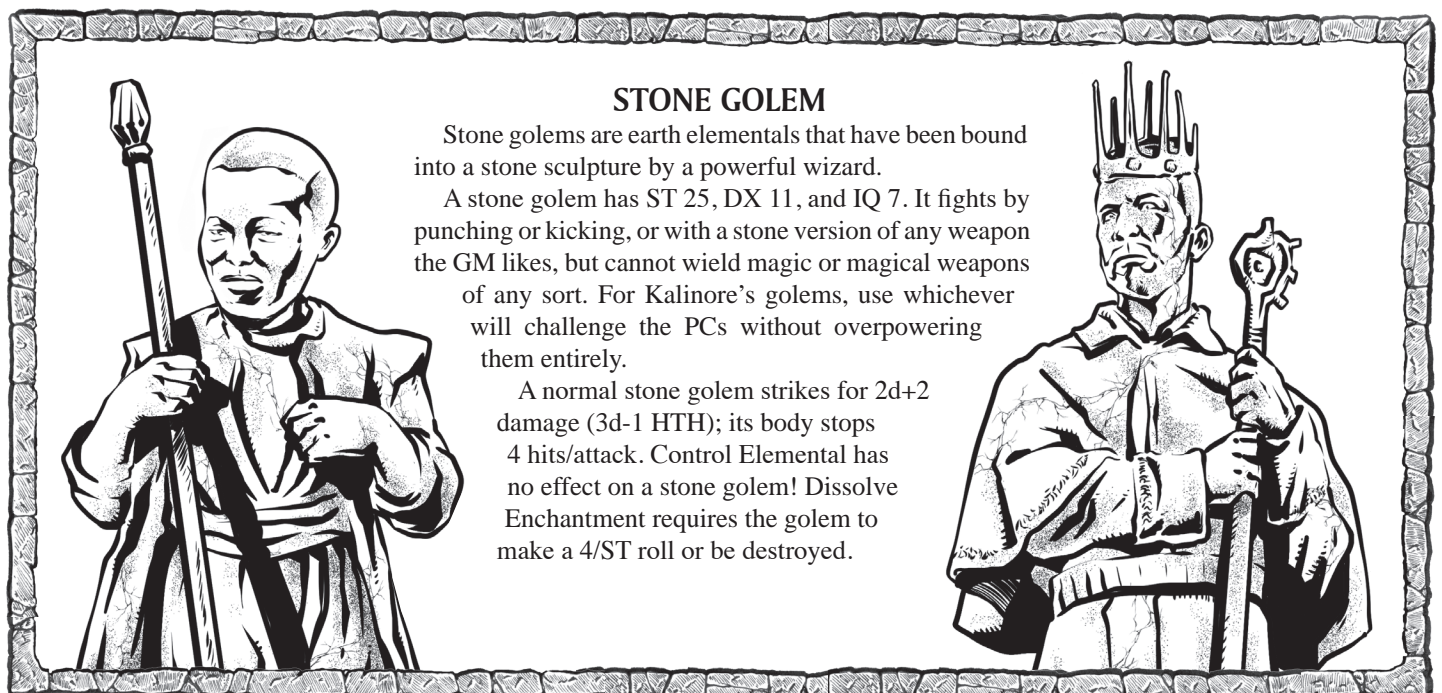 STONE GOLEM
Stone golems are earth elementals that have been bound
into a stone sculpture by a powerful wizard.
A stone golem has ST 25, DX 11, and IQ 7. It fights by
punching or kicking, or with a stone version of any weapon
the GM likes, but cannot wield magic or magical weapons
of any sort. For Kalinore’s golems, use whichever
will challenge the PCs without overpowering
them entirely.
A normal stone golem strikes for 2d+2
damage (3d-1 HTH); its body stops
4 hits/attack. Control Elemental has
no effect on a stone golem! Dissolve
Enchantment requires the golem to
make a 4/ST roll or be destroyed.